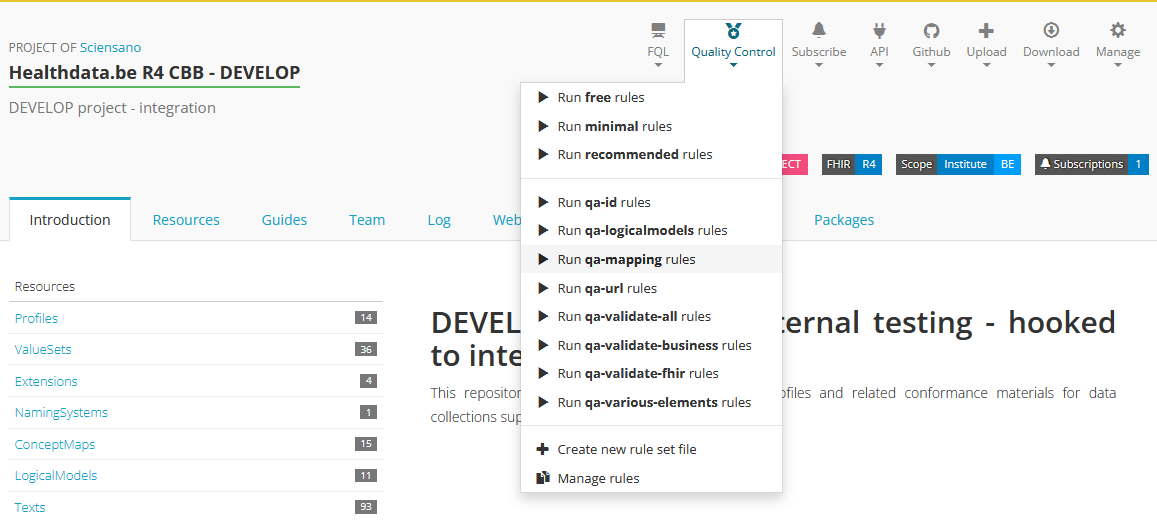 PROJECT OF Sciensano
Healthdata.be R4 CBB - DEVELOP
DEVELOP project - integration
FQL
Quality Control
Subscribe
API
Github
Upload
Download
Manage
Run free rules
Run minimal rules
Run recommended rules
Run qa-id rules
Run qa-logicalmodels rules
Run qa-mapping rules
Run qa-url rules
Run qa-validate-all rules
Run qa-validate-business rules
Run qa-validate-fhir rules
Run qa-various-elements rules
Create new rule set file
Manage rules
ECT
FHIR R4
Scope Institute BE
Subscriptions 1
Introduction
Resources
Guides
Team
Log
Web
Packages
Resources
Profiles 14
ValueSets 36
Extensions 4
NamingSystems 1
ConceptMaps 15
LogicalModels 11
Texts 93
DEVEL ternal testing - hooked
to inte
This repositor ofiles and related conformance materials for data
collections sup